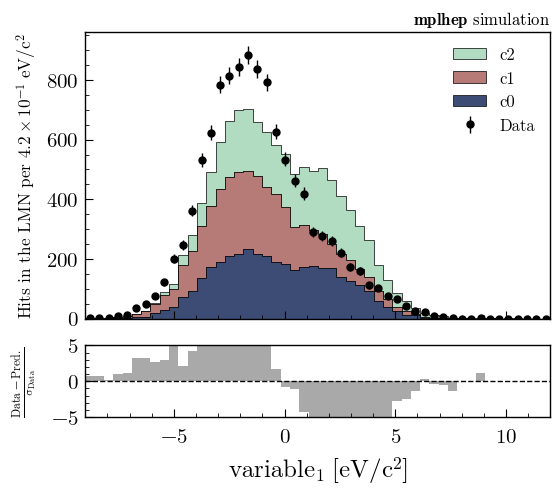 mplhep simulation
Hits in the LMN per 4.2 × 10⁻¹ eV/c²
800
600
400
200
0
c2
c1
c0
Data
Data−Pred.
σ_Data
5
0
−5
−5 0 5 10
variable₁ [eV/c²]